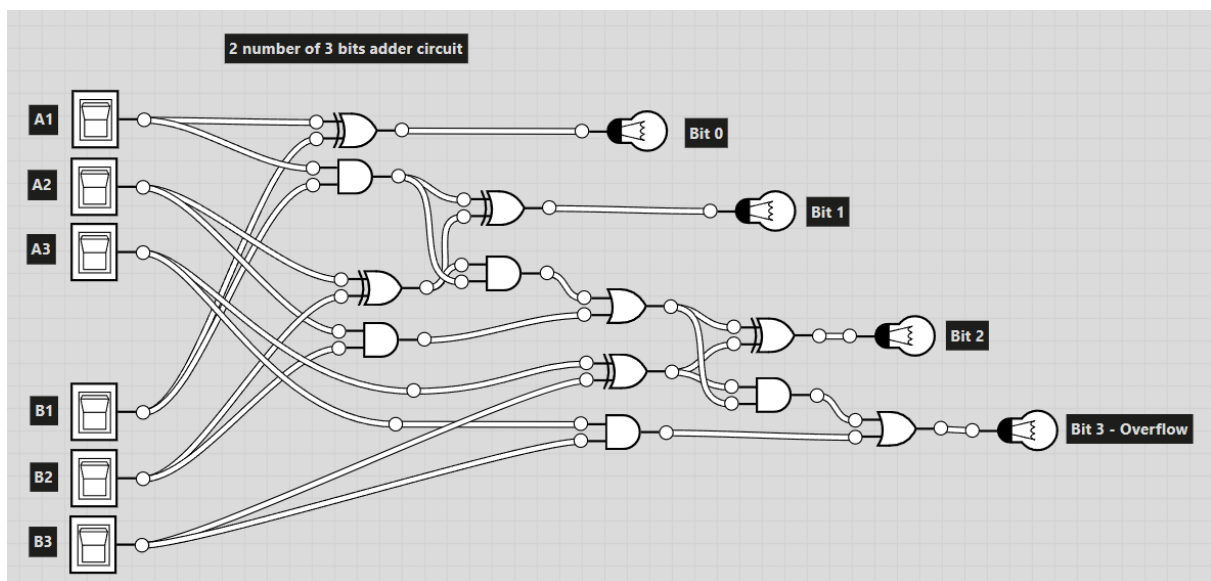 2 number of 3 bits adder circuit
A1
Bit 0
A2
Bit 1
A3
Bit 2
B1
Bit 3 - Overflow
B2
B3